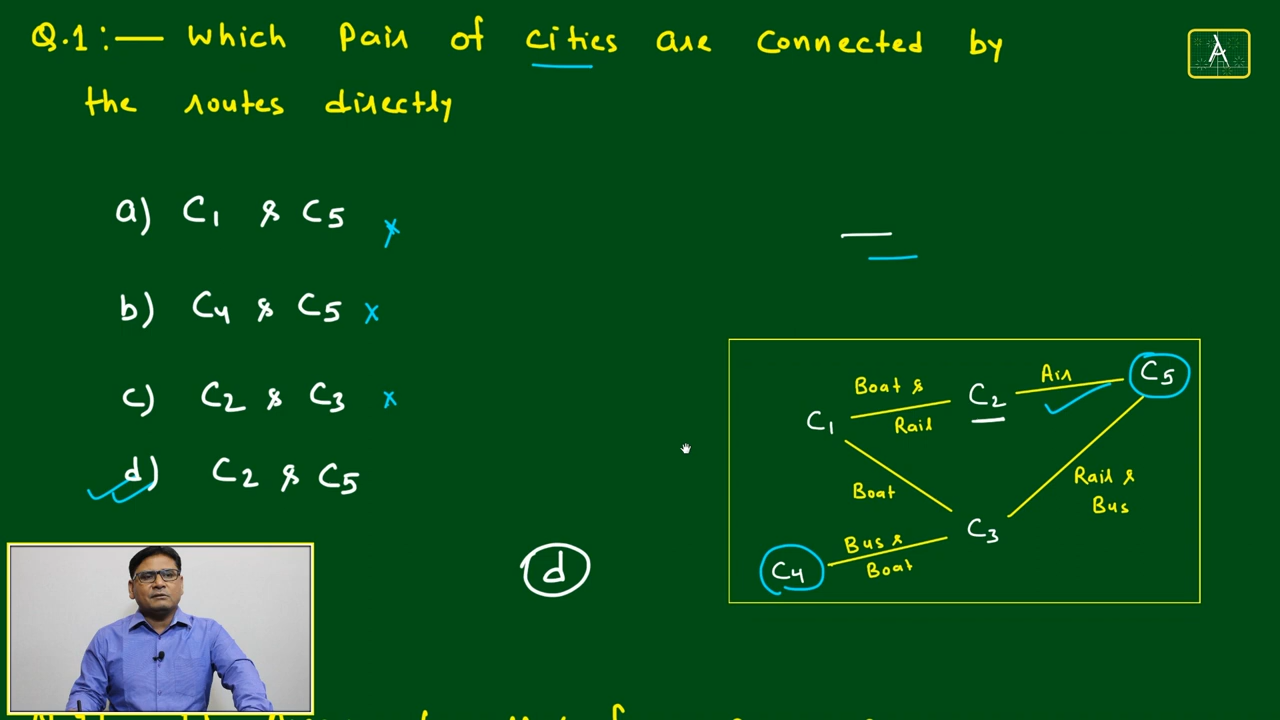 Q.1:— Which Pair of cities are connected by
the routes directly
A
a) C1 & C5 x
b) C4 & C5 x
c) C2 & C3 x
d) C2 & C5
d
Boat &
Rail
Air
C5
C1
C2
Boat
Rail &
Bus
C3
Bus &
Boat
C4